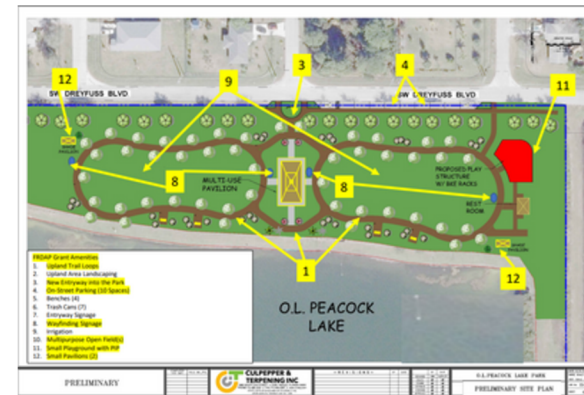 12
9
3
4
11
SW DREYFUSS BLVD
SW DREYFUSS BLVD
PAVILION
8
MULTI-USE
PAVILION
8
PROPOSED PLAY
STRUCTURE
W/ BIKE RACKS
REST
ROOM
1
12
O.L. PEACOCK
LAKE
FRDAP Grant Amenities
1. Upland Trail Loops
2. Upland Area Landscaping
3. New Entryway into the Park
4. On-Street Parking (10 Spaces)
5. Benches (4)
6. Trash Cans (7)
7. Entryway Signage
8. Wayfinding Signage
9. Irrigation
10. Multipurpose Open Field(s)
11. Small Playground with PIP
12. Small Pavilions (2)
PRELIMINARY
CULPEPPER &
TERPENING INC
O.L. PEACOCK LAKE PARK
PRELIMINARY SITE PLAN